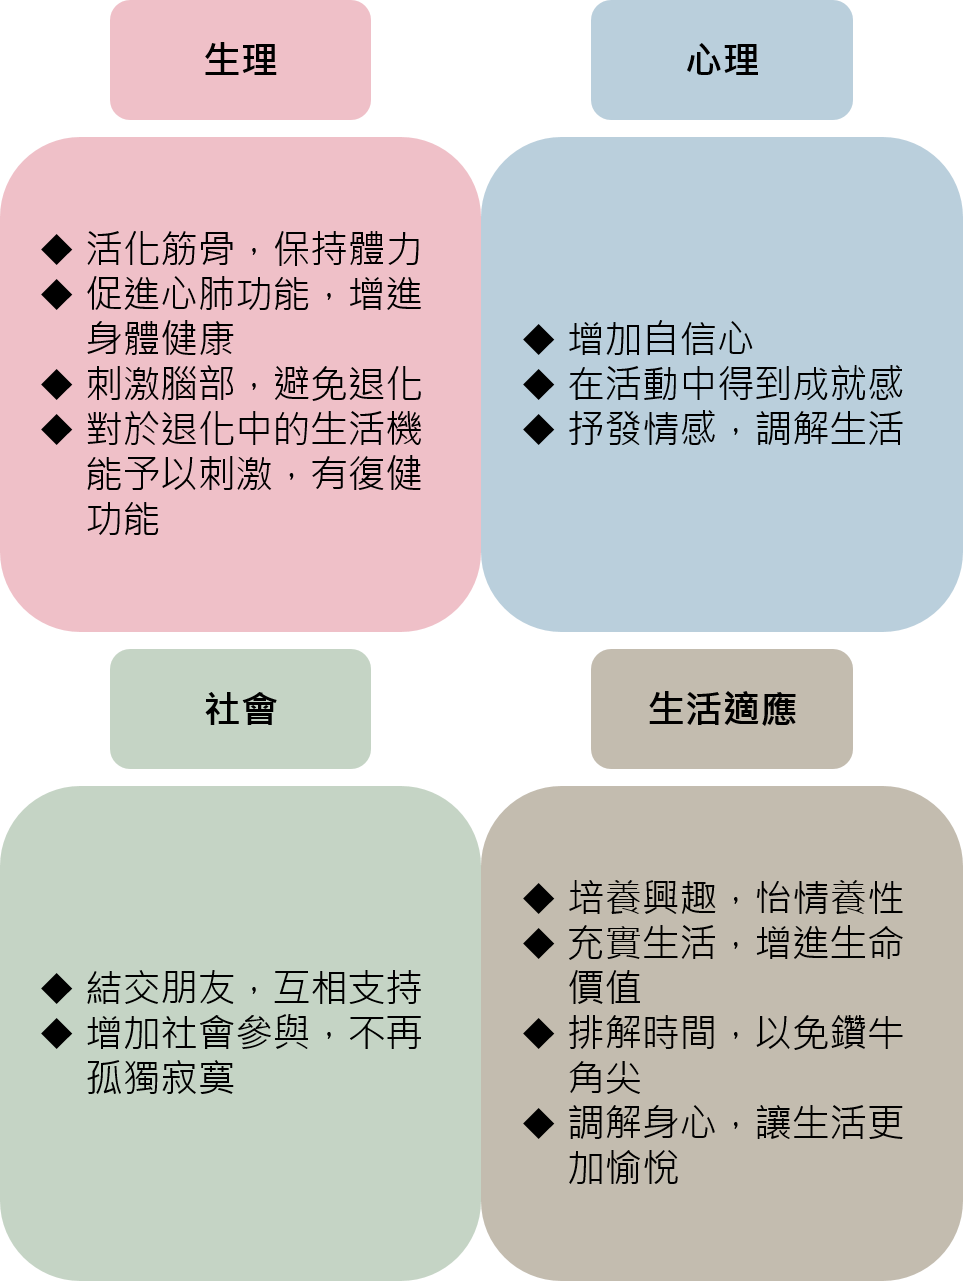 生理
◆ 活化筋骨，保持體力
◆ 促進心肺功能，增進
身體健康
◆ 刺激腦部，避免退化
◆ 對於退化中的生活機
能予以刺激，有復健
功能
心理
◆ 增加自信心
◆ 在活動中得到成就感
◆ 抒發情感，調解生活
社會
◆ 結交朋友，互相支持
◆ 增加社會參與，不再
孤獨寂寞
生活適應
◆ 培養興趣，怡情養性
◆ 充實生活，增進生命
價值
◆ 排解時間，以免鑽牛
角尖
◆ 調解身心，讓生活更
加愉悅